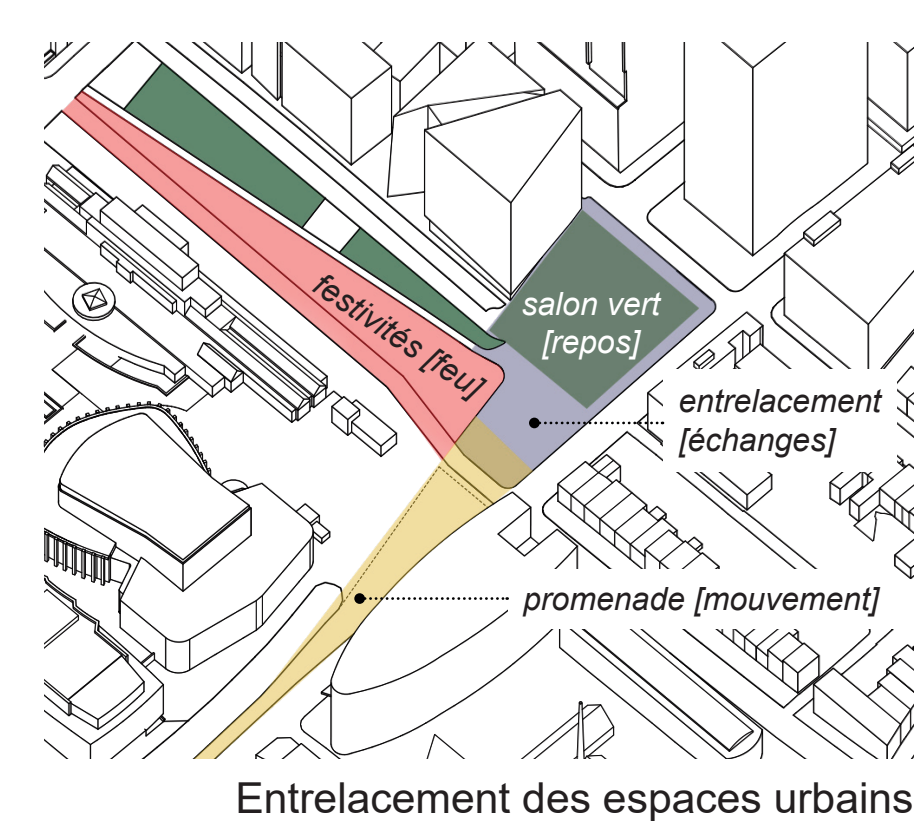 festivités [feu]
salon vert
[repos]
entrelacement
[échanges]
promenade [mouvement]
Entrelacement des espaces urbains